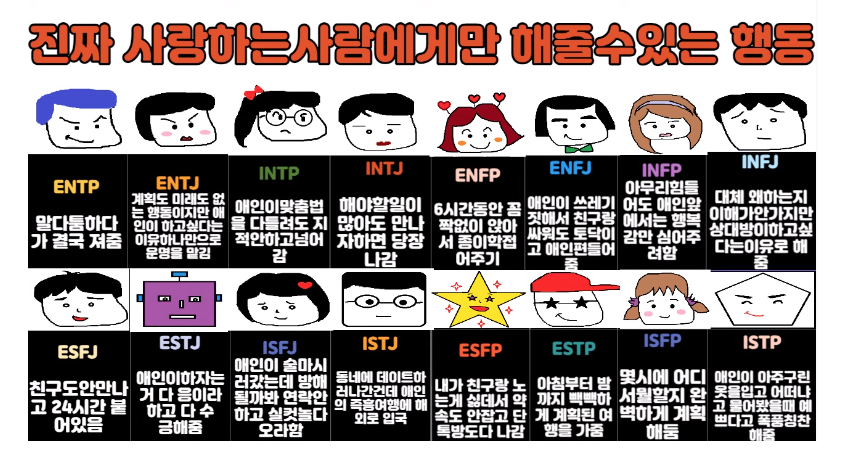 진짜 사랑하는사람에게만 해줄수있는 행동
ENTP
말다툼하다
가 결국 져줌
ENTJ
계획도 미래도 없
는 행동이지만 애
인이 하고싶다는
이유하나만으로
운명을 맡김
INTP
애인이맞춤법
을 다틀려도 지
적안하고넘어
감
INTJ
해야할일이
많아도 만나
자하면 당장
나감
ENFP
6시간동안 꼼
짝없이 앉아
서 종이학접
어주기
ENFJ
애인이 쓰레기
짓해서 친구랑
싸워도 토닥이
고 애인편들어
줌
INFP
아무리힘들
어도 애인앞
에서는 행복
감만 심어주
려함
INFJ
대체 왜하는지
이해가안가지만
상대방이하고싶
다는이유로 해
줌
ESFJ
친구도안만나
고 24시간 붙
어있음
ESTJ
애인이하자는
거 다 응이라
하고 다 수
긍해줌
ISFJ
애인이 술마시
러갔는데 방해
될까봐 연락안
하고 실컷놀다
오라함
ISTJ
동네에 데이트하
러나간건데 애인
의 즉흥여행에 해
외로 입국
ESFP
내가 친구랑 노
는게 싫데서 약
속도 안잡고 단
톡방도다 나감
ESTP
아침부터 밤
까지 빽빽하
게 계획된 여
행을 가줌
ISFP
몇시에 어디
서뭘할지 완
벽하게 계획
해둠
ISTP
애인이 아주구린
옷을입고 어떠냐
고 물어봤을때 예
쁘다고 폭풍칭찬
해줌